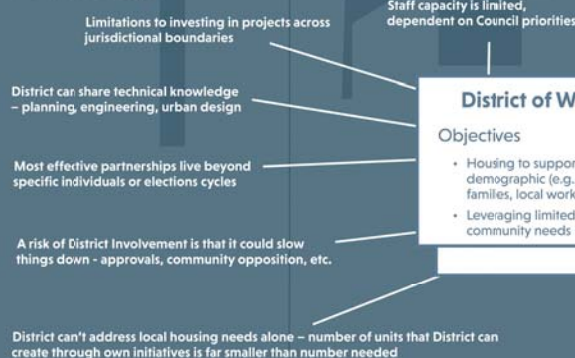 Staff capacity is limited,
dependent on Council priorities
Limitations to investing in projects across
jurisdictional boundaries
District can share technical knowledge
– planning, engineering, urban design
District of W
Objectives
• Housing to suppor
demographic (e.g.
familes, local work
• Leveraging limited
community needs
Most effective partnerships live beyond
specific individuals or elections cycles
A risk of District Involvement is that it could slow
things down - approvals, community opposition, etc.
District can't address local housing needs alone – number of units that District can
create through own initiatives is far smaller than number needed